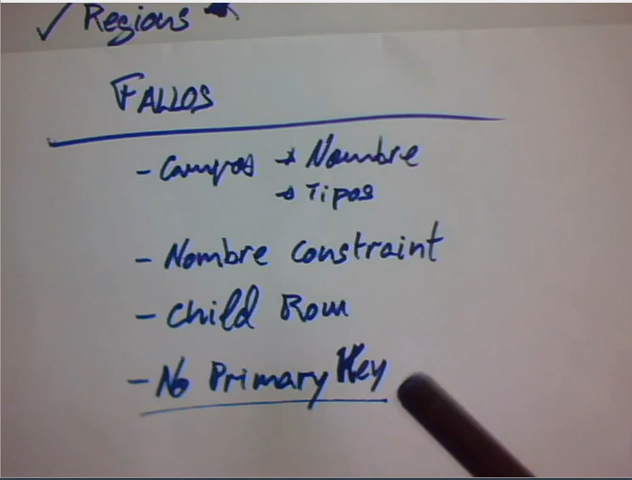 ✓ Regions
FALLOS
- Campos → Nombre
→ Tipos
- Nombre constraint
- Child Row
- No Primary Key